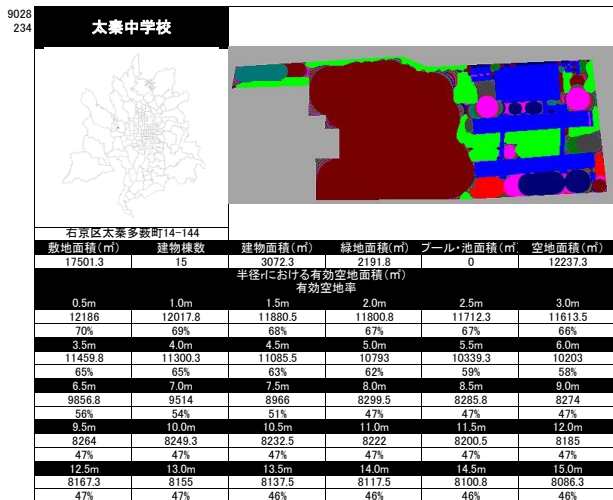 9028
234
太秦中学校
右京区太秦多薮町14-144
敷地面積(㎡) 建物棟数 建物面積(㎡) 緑地面積(㎡) プール・池面積(㎡ 空地面積(㎡)
17501.3 15 3072.3 2191.8 0 12237.3
半径rにおける有効空地面積(㎡)
有効空地率
0.5m 1.0m 1.5m 2.0m 2.5m 3.0m
12186 12017.8 11880.5 11800.8 11712.3 11613.5
70% 69% 68% 67% 67% 66%
3.5m 4.0m 4.5m 5.0m 5.5m 6.0m
11459.8 11300.3 11085.5 10793 10339.3 10203
65% 65% 63% 62% 59% 58%
6.5m 7.0m 7.5m 8.0m 8.5m 9.0m
9856.8 9514 8966 8299.5 8285.8 8274
56% 54% 51% 47% 47% 47%
9.5m 10.0m 10.5m 11.0m 11.5m 12.0m
8264 8249.3 8232.5 8222 8200.5 8185
47% 47% 47% 47% 47% 47%
12.5m 13.0m 13.5m 14.0m 14.5m 15.0m
8167.3 8155 8137.5 8117.5 8100.8 8086.3
47% 47% 46% 46% 46% 46%